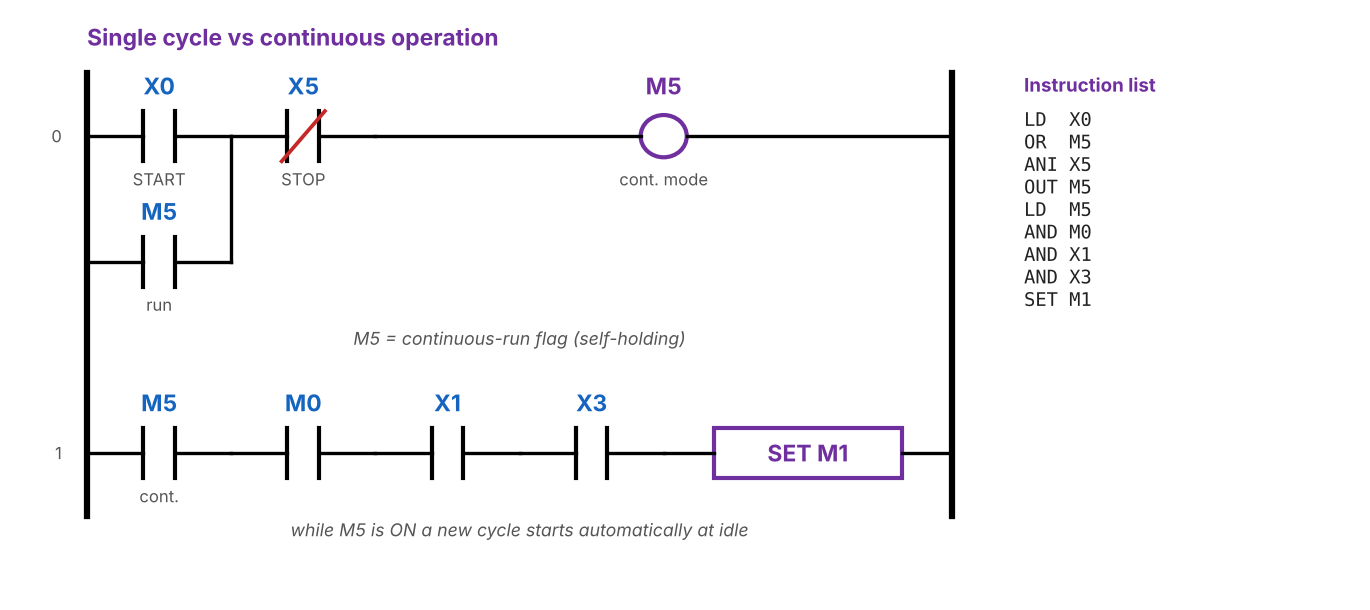 Single cycle vs continuous operation
X0 X5 M5
0
START STOP cont. mode
M5
run
M5 = continuous-run flag (self-holding)
M5 M0 X1 X3
1 SET M1
cont.
while M5 is ON a new cycle starts automatically at idle
Instruction list
LD X0
OR M5
ANI X5
OUT M5
LD M5
AND M0
AND X1
AND X3
SET M1